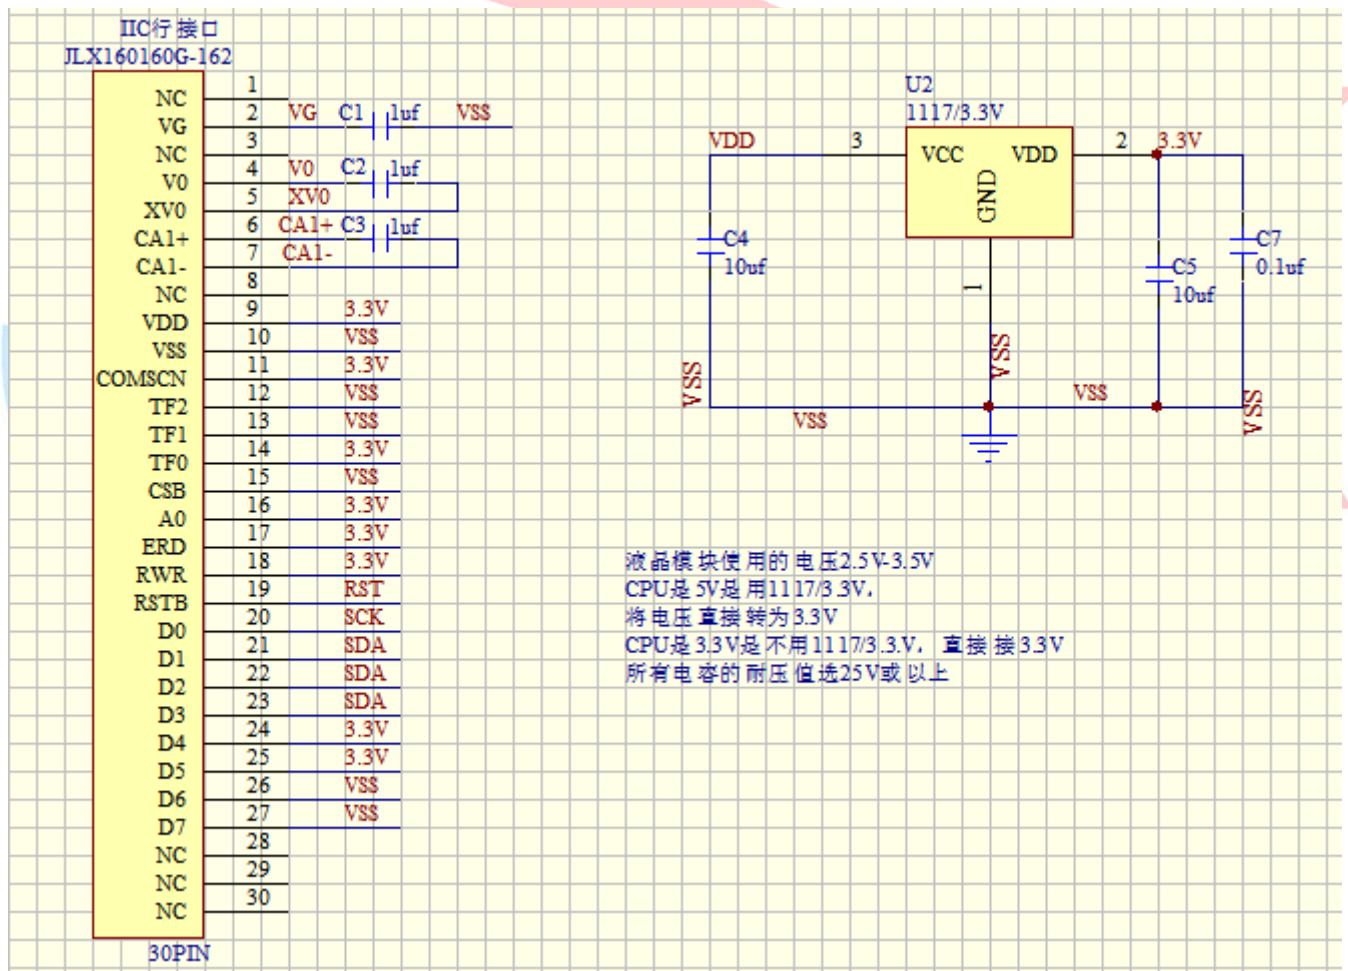 IIC行接口
JLX160160G-162
1
NC
2 VG C1 1uf VSS
VG
3
NC
4 V0 C2 1uf
V0
5 XV0
XV0
6 CA1+ C3 1uf
CA1+
7 CA1-
CA1-
8
NC
9 3.3V
VDD
10 VSS
VSS
11 3.3V
COMSCN
12 VSS
TF2
13 VSS
TF1
14 3.3V
TF0
15 VSS
CSB
16 3.3V
A0
17 3.3V
ERD
18 3.3V
RWR
19 RST
RSTB
20 SCK
D0
21 SDA
D1
22 SDA
D2
23 SDA
D3
24 3.3V
D4
25 3.3V
D5
26 VSS
D6
27 VSS
D7
28
NC
29
NC
30
NC
30PIN
U2
1117/3.3V
VDD 3 2 3.3V
VCC VDD
GND
C4
10uf
C7
0.1uf
C5
10uf
1
VSS
VSS
VSS
VSS
VSS
液晶模块使用的电压2.5V-3.5V
CPU是5V是用1117/3.3V,
将电压直接转为3.3V
CPU是3.3V是不用1117/3.3.V, 直接接3.3V
所有电容的耐压值选25V或以上